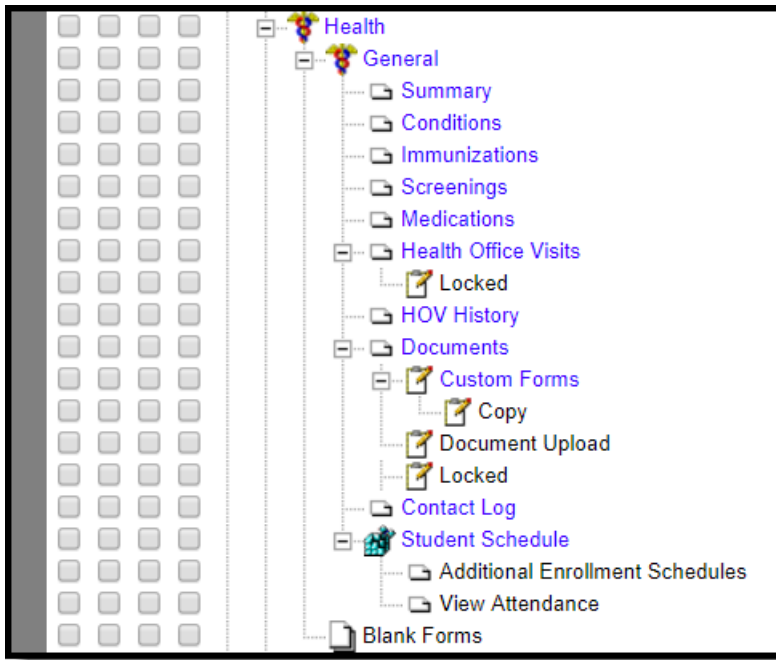 Health
General
Summary
Conditions
Immunizations
Screenings
Medications
Health Office Visits
Locked
HOV History
Documents
Custom Forms
Copy
Document Upload
Locked
Contact Log
Student Schedule
Additional Enrollment Schedules
View Attendance
Blank Forms